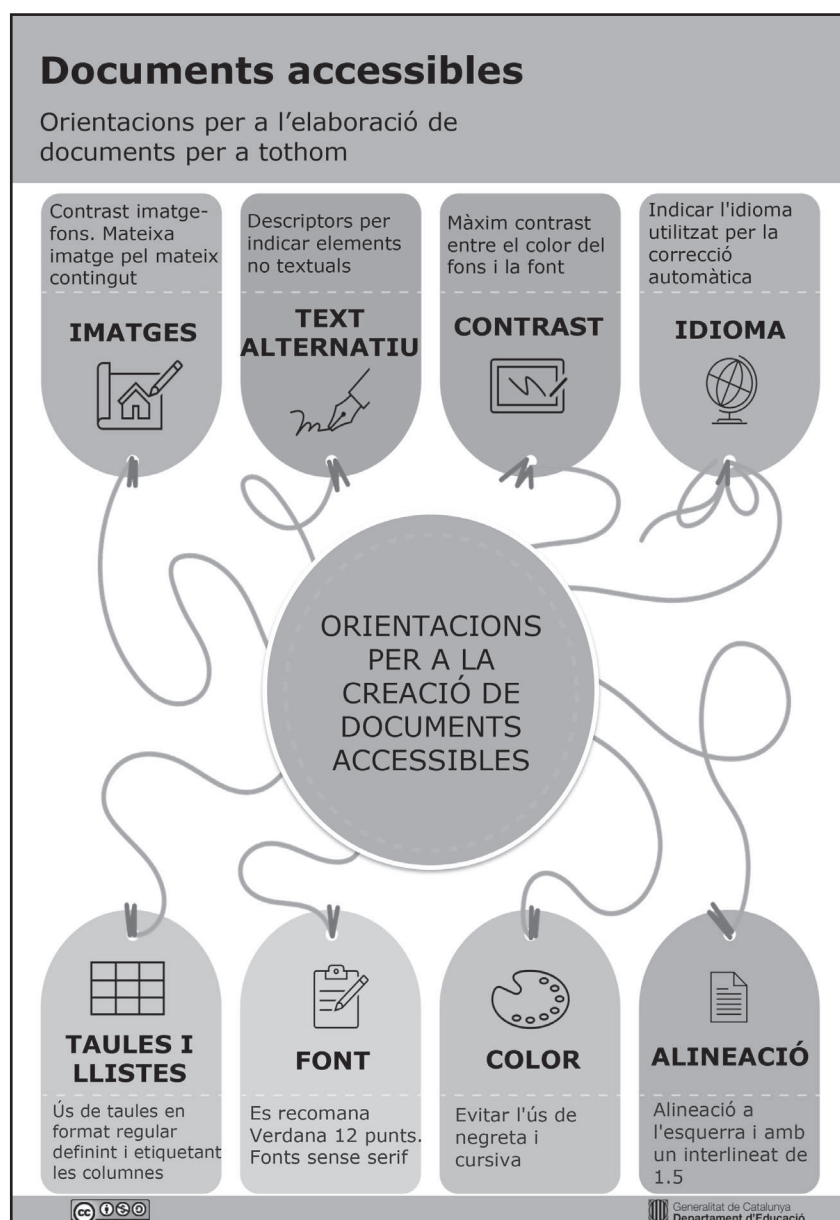 Documents accessibles
Orientacions per a l'elaboració de
documents per a tothom
Contrast imatge-
fons. Mateixa
imatge pel mateix
contingut
IMATGES
Descriptors per
indicar elements
no textuals
TEXT
ALTERNATIU
Màxim contrast
entre el color del
fons i la font
CONTRAST
Indicar l'idioma
utilitzat per la
correcció
automàtica
IDIOMA
ORIENTACIONS
PER A LA
CREACIÓ DE
DOCUMENTS
ACCESSIBLES
TAULES I
LLISTES
Ús de taules en
format regular
definint i etiquetant
les columnes
FONT
Es recomana
Verdana 12 punts.
Fonts sense serif
COLOR
Evitar l'ús de
negreta i
cursiva
ALINEACIÓ
Alineació a
l'esquerra i amb
un interlineat de
1.5
cc
Generalitat de Catalunya
Departament d'Educació